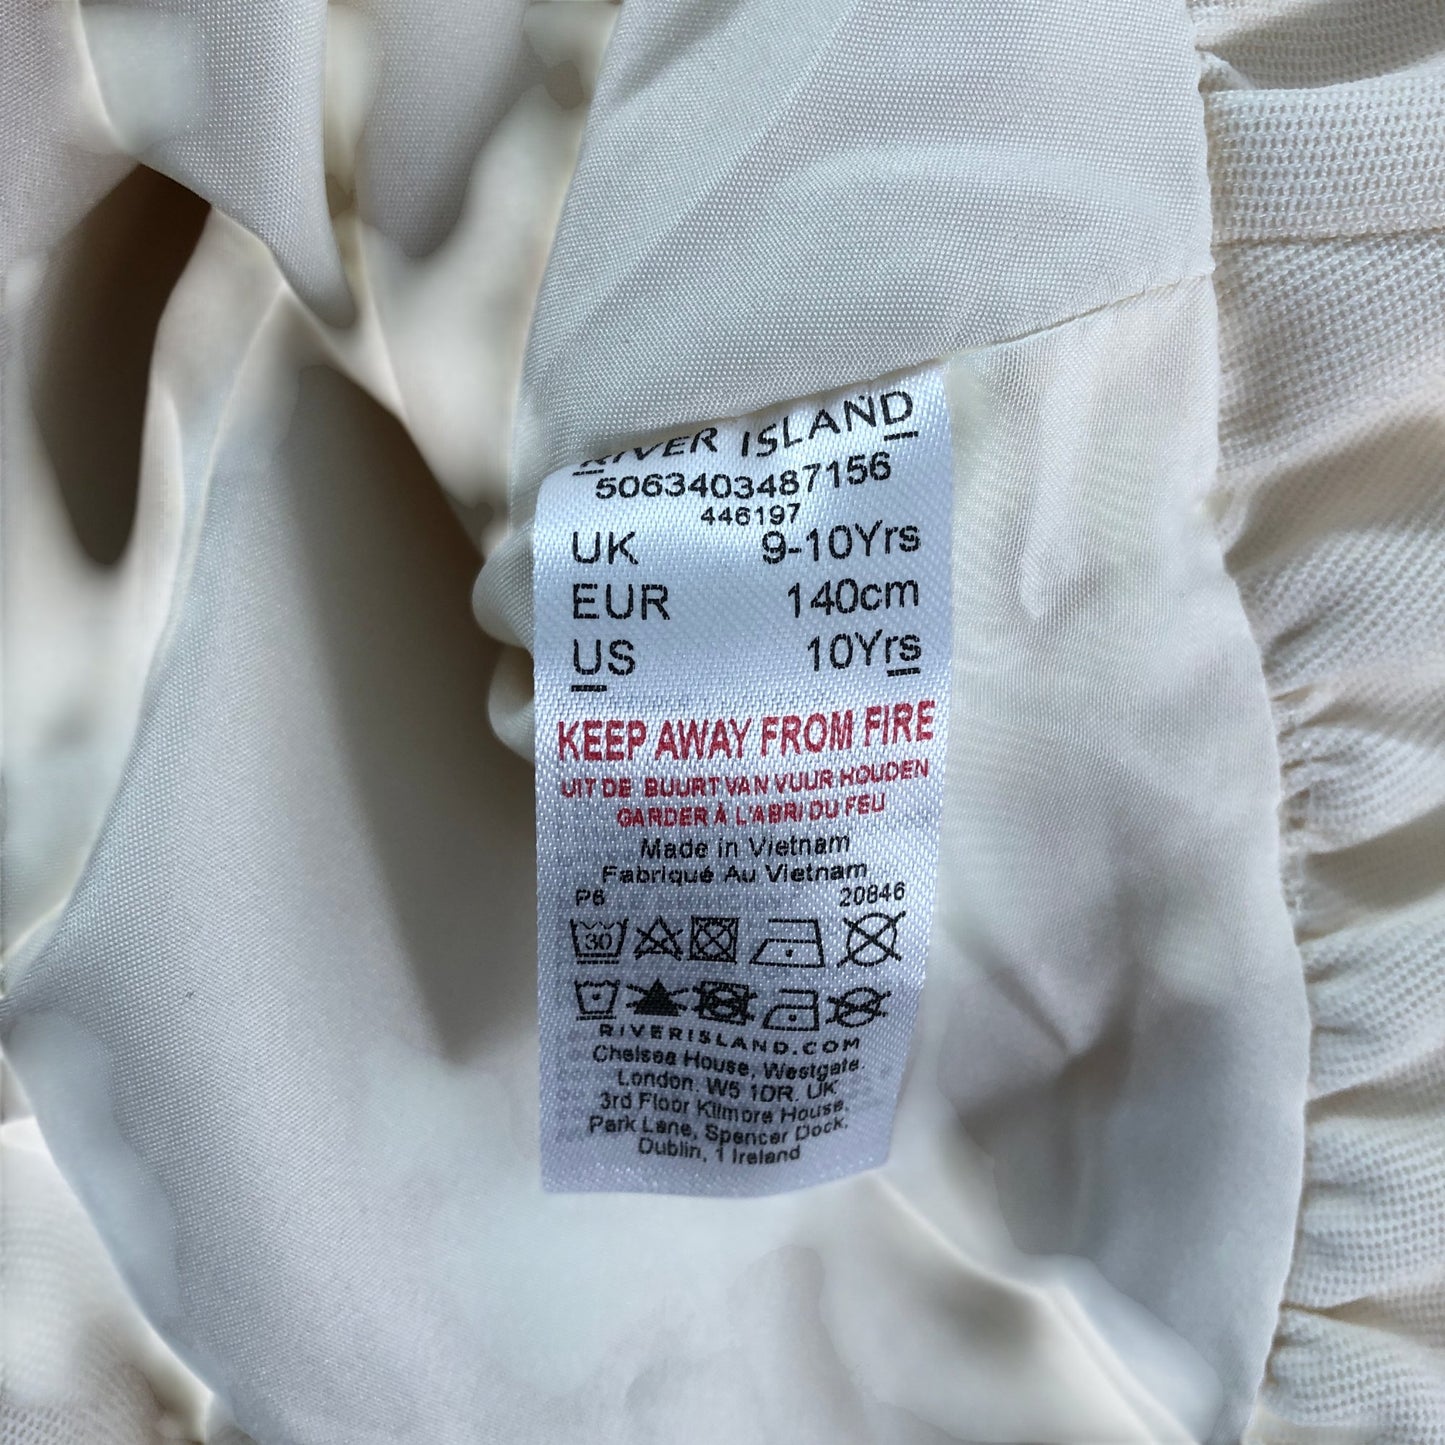 RIVER ISLAND
5063403487156
446197
UK 9-10Yrs
EUR 140cm
US 10Yrs
KEEP AWAY FROM FIRE
UIT DE BUURT VAN VUUR HOUDEN
GARDER À L'ABRI DU FEU
Made in Vietnam
Fabriqué Au Vietnam
P6 20846
30
RIVERISLAND.COM
Chelsea House, Westgate,
London, W5 1DR, UK
3rd Floor Kilmore House,
Park Lane, Spencer Dock,
Dublin, 1 Ireland